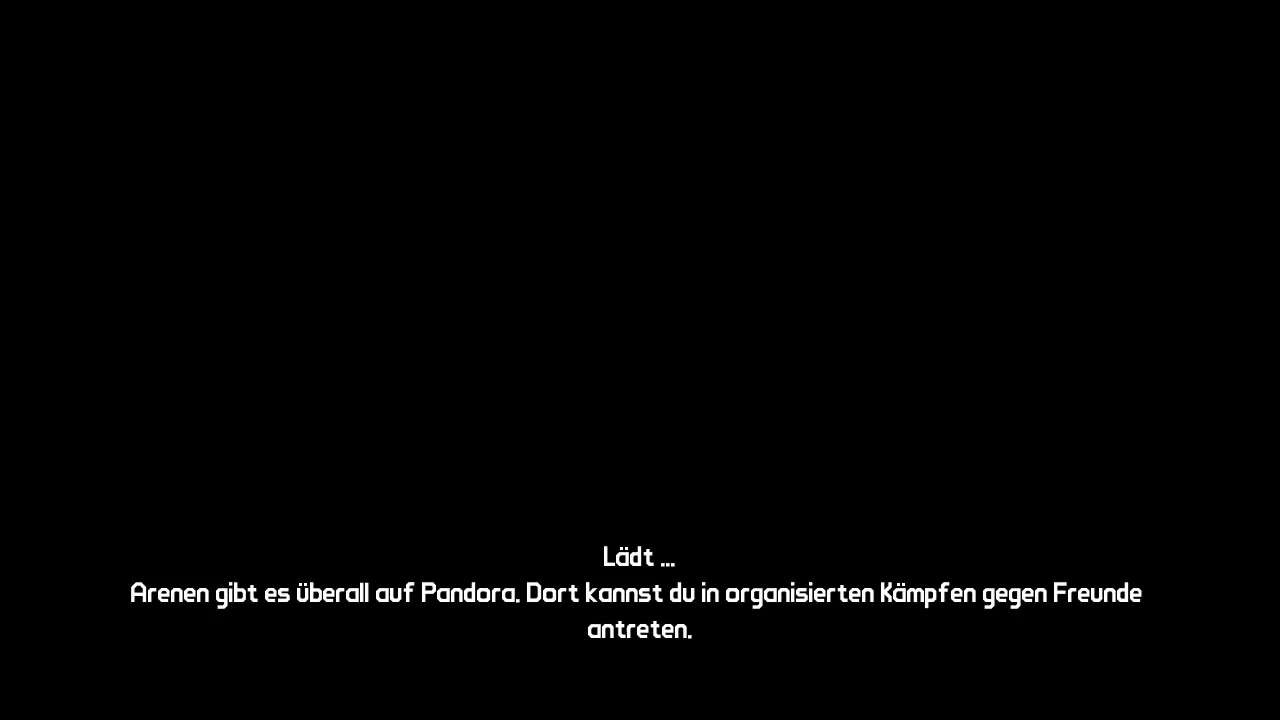 Lädt ...
Arenen gibt es überall auf Pandora. Dort kannst du in organisierten Kämpfen gegen Freunde
antreten.